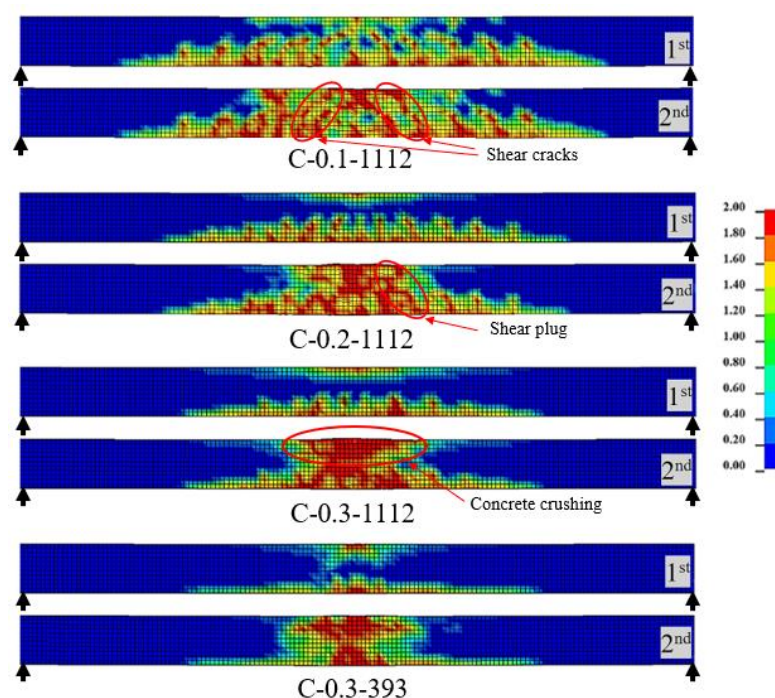 1st
2nd
Shear cracks
C-0.1-1112
1st
2nd
Shear plug
C-0.2-1112
1st
2nd
Concrete crushing
C-0.3-1112
1st
2nd
C-0.3-393
2.00
1.80
1.60
1.40
1.20
1.00
0.80
0.60
0.40
0.20
0.00